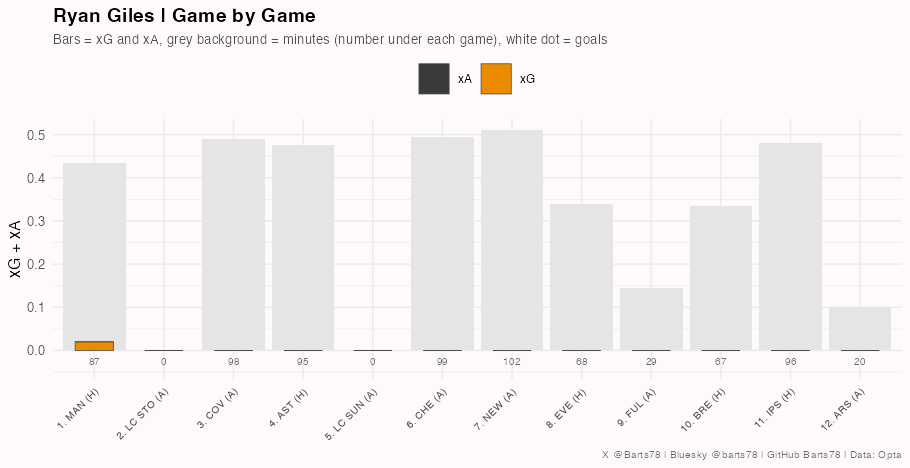 Ryan Giles | Game by Game
Bars = xG and xA, grey background = minutes (number under each game), white dot = goals
xA xG
xG + xA
0.5
0.4
0.3
0.2
0.1
0.0
87 0 98 95 0 99 102 68 29 67 96 20
1. MAN (H)
2. LC STO (A)
3. COV (A)
4. AST (H)
5. LC SUN (A)
6. CHE (A)
7. NEW (A)
8. EVE (H)
9. FUL (A)
10. BRE (H)
11. IPS (H)
12. ARS (A)
X @Barts78 | Bluesky @barts78 | GitHub Barts78 | Data: Opta